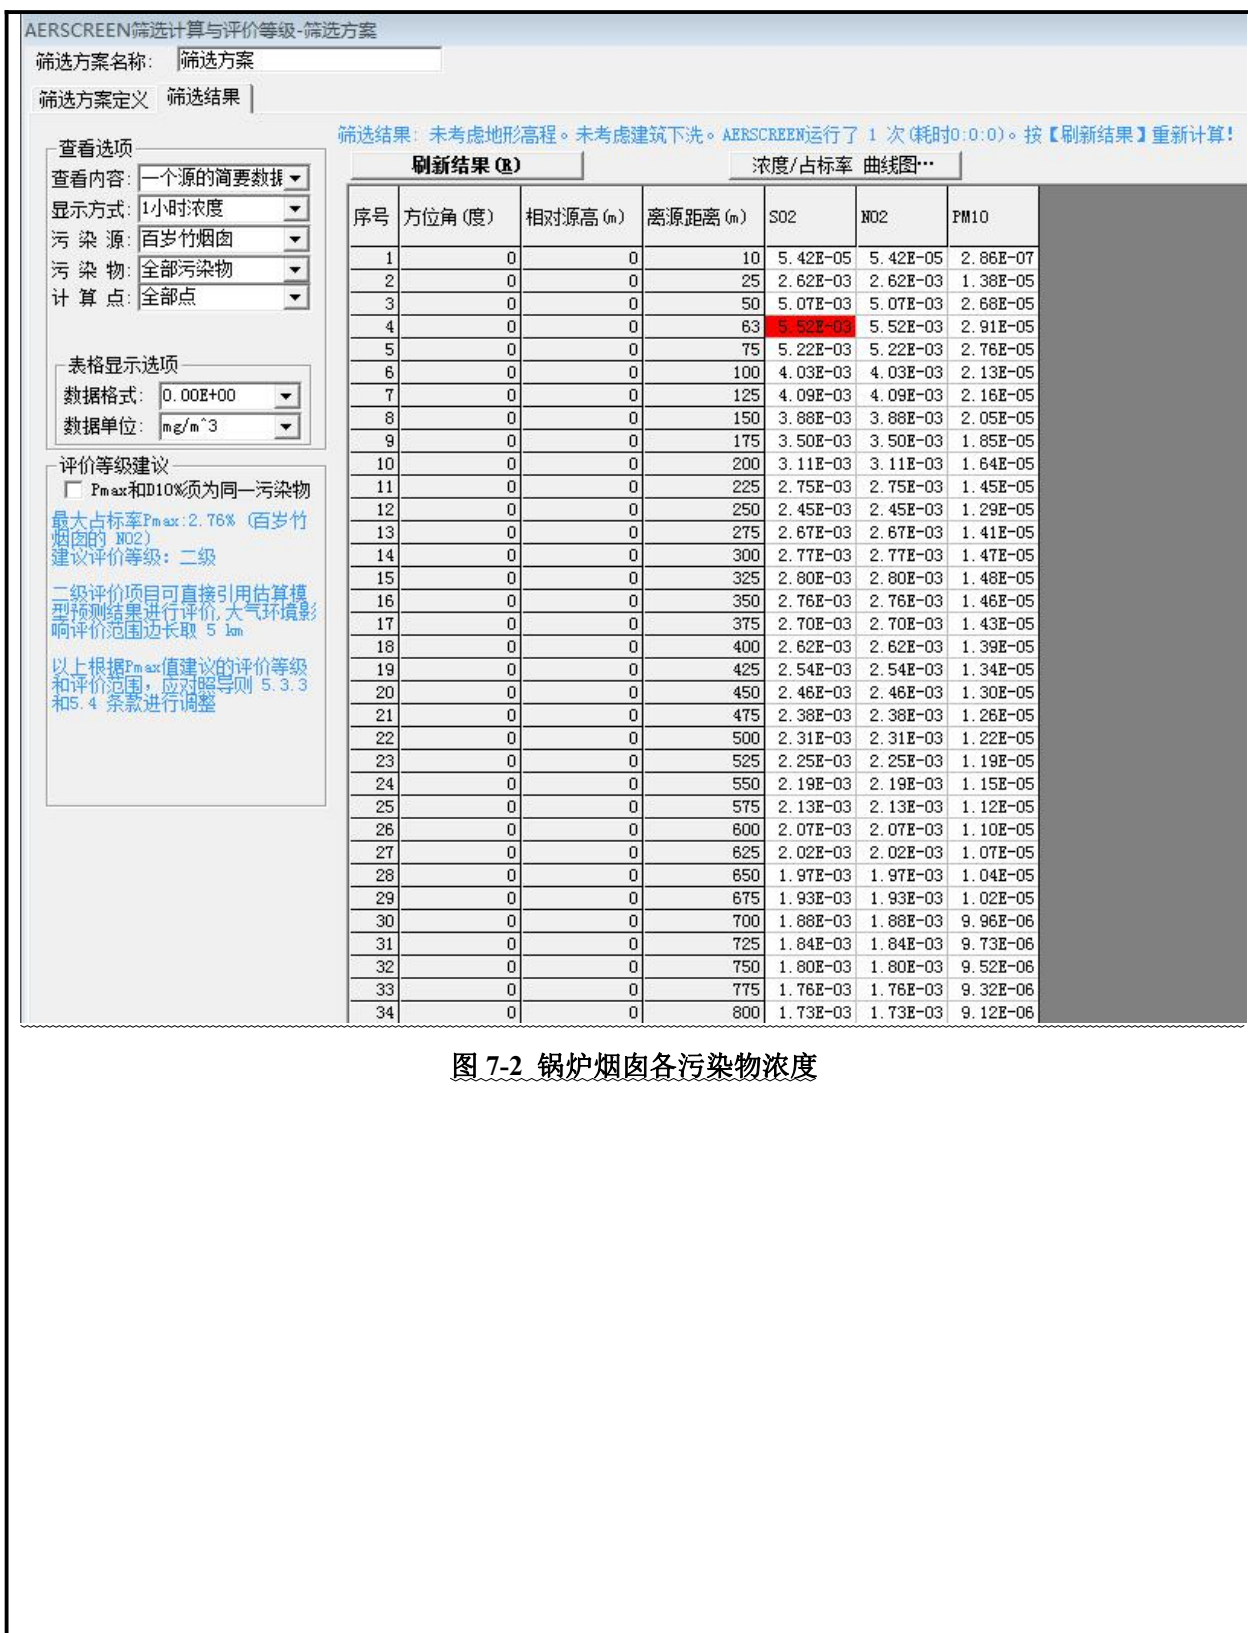 AERSCREEN筛选计算与评价等级-筛选方案
筛选方案名称: 筛选方案
筛选方案定义 筛选结果
筛选结果: 未考虑地形高程。未考虑建筑下洗。AERSCREEN运行了 1 次(耗时0:0:0)。按【刷新结果】重新计算!
刷新结果(R) 浓度/占标率 曲线图…
查看选项
查看内容: 一个源的简要数据
显示方式: 1小时浓度
污 染 源: 百岁竹烟囱
污 染 物: 全部污染物
计 算 点: 全部点
表格显示选项
数据格式: 0.00E+00
数据单位: mg/m^3
评价等级建议
Pmax和D10%须为同一污染物
最大占标率Pmax:2.76% (百岁竹
烟囱的 NO2)
建议评价等级: 二级
二级评价项目可直接引用估算模
型预测结果进行评价,大气环境影
响评价范围边长取 5 km
以上根据Pmax值建议的评价等级
和评价范围, 应对照导则 5.3.3
和5.4 条款进行调整
序号 方位角(度) 相对源高(m) 离源距离(m) SO2 NO2 PM10
1 0 0 10 5.42E-05 5.42E-05 2.86E-07
2 0 0 25 2.62E-03 2.62E-03 1.38E-05
3 0 0 50 5.07E-03 5.07E-03 2.68E-05
4 0 0 63 5.52E-03 5.52E-03 2.91E-05
5 0 0 75 5.22E-03 5.22E-03 2.76E-05
6 0 0 100 4.03E-03 4.03E-03 2.13E-05
7 0 0 125 4.09E-03 4.09E-03 2.16E-05
8 0 0 150 3.88E-03 3.88E-03 2.05E-05
9 0 0 175 3.50E-03 3.50E-03 1.85E-05
10 0 0 200 3.11E-03 3.11E-03 1.64E-05
11 0 0 225 2.75E-03 2.75E-03 1.45E-05
12 0 0 250 2.45E-03 2.45E-03 1.29E-05
13 0 0 275 2.67E-03 2.67E-03 1.41E-05
14 0 0 300 2.77E-03 2.77E-03 1.47E-05
15 0 0 325 2.80E-03 2.80E-03 1.48E-05
16 0 0 350 2.76E-03 2.76E-03 1.46E-05
17 0 0 375 2.70E-03 2.70E-03 1.43E-05
18 0 0 400 2.62E-03 2.62E-03 1.39E-05
19 0 0 425 2.54E-03 2.54E-03 1.34E-05
20 0 0 450 2.46E-03 2.46E-03 1.30E-05
21 0 0 475 2.38E-03 2.38E-03 1.26E-05
22 0 0 500 2.31E-03 2.31E-03 1.22E-05
23 0 0 525 2.25E-03 2.25E-03 1.19E-05
24 0 0 550 2.19E-03 2.19E-03 1.15E-05
25 0 0 575 2.13E-03 2.13E-03 1.12E-05
26 0 0 600 2.07E-03 2.07E-03 1.10E-05
27 0 0 625 2.02E-03 2.02E-03 1.07E-05
28 0 0 650 1.97E-03 1.97E-03 1.04E-05
29 0 0 675 1.93E-03 1.93E-03 1.02E-05
30 0 0 700 1.88E-03 1.88E-03 9.96E-06
31 0 0 725 1.84E-03 1.84E-03 9.73E-06
32 0 0 750 1.80E-03 1.80E-03 9.52E-06
33 0 0 775 1.76E-03 1.76E-03 9.32E-06
34 0 0 800 1.73E-03 1.73E-03 9.12E-06
图 7-2 锅炉烟囱各污染物浓度